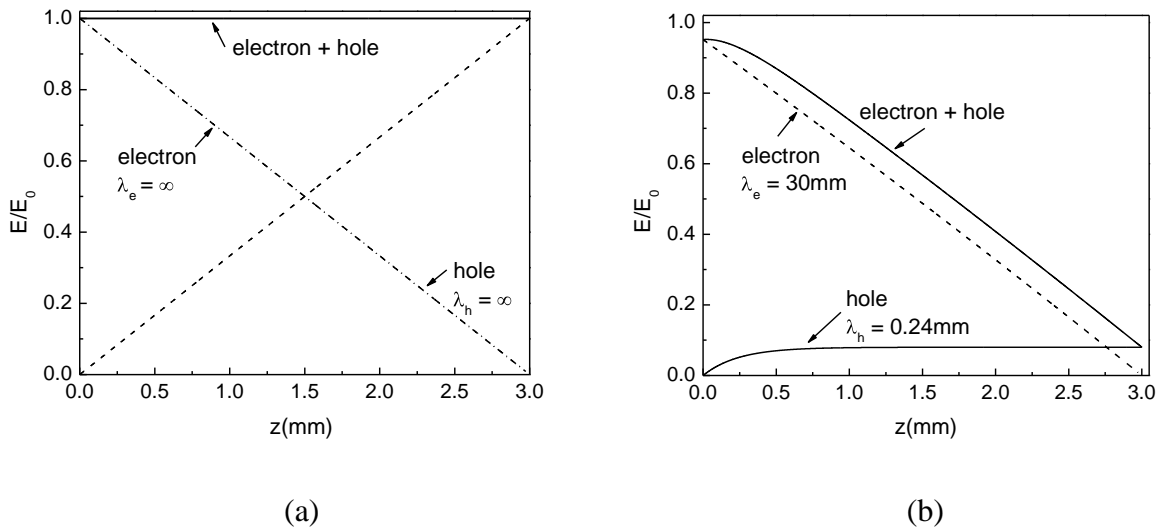 1.0
0.8
0.6
0.4
0.2
0.0
E/E₀
electron + hole
electron
λₑ = ∞
hole
λₕ = ∞
0.0 0.5 1.0 1.5 2.0 2.5 3.0
z(mm)
(a)
1.0
0.8
0.6
0.4
0.2
0.0
E/E₀
electron + hole
electron
λₑ = 30mm
hole
λₕ = 0.24mm
0.0 0.5 1.0 1.5 2.0 2.5 3.0
z(mm)
(b)